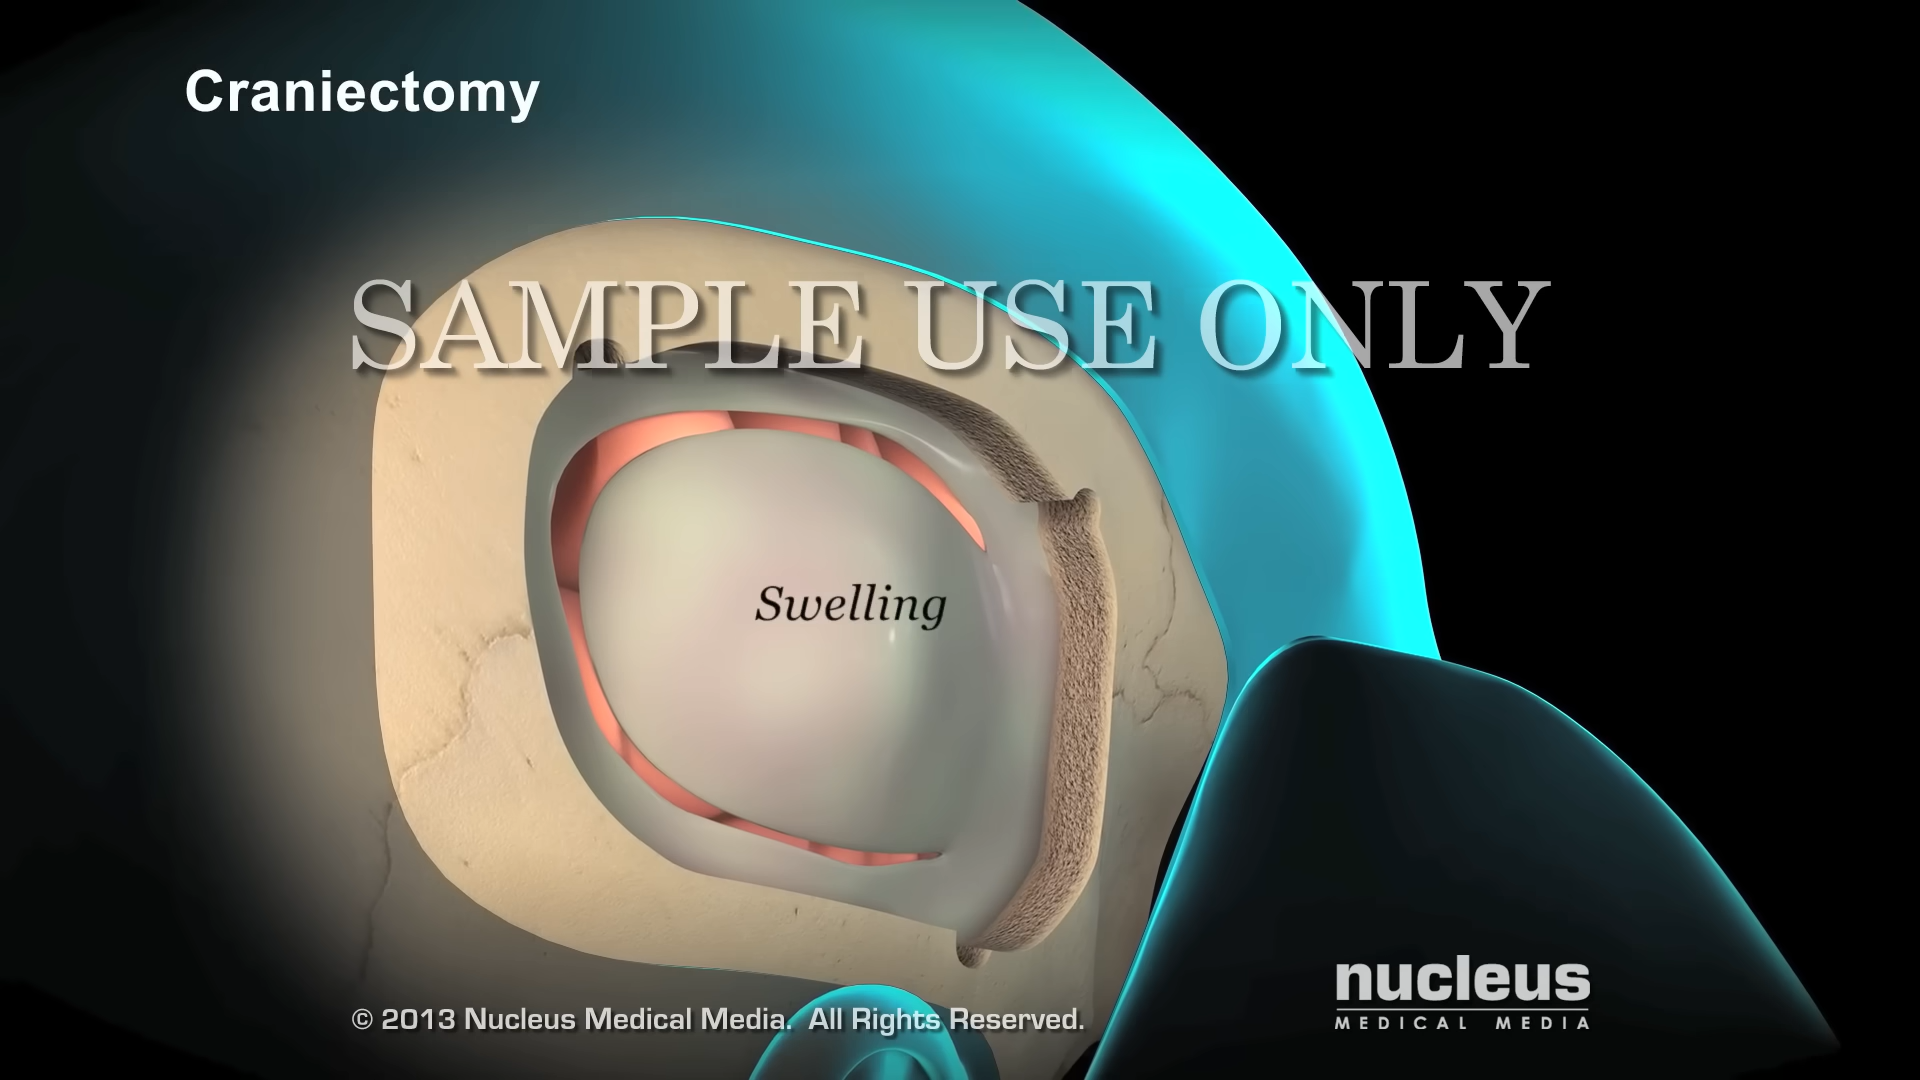 Craniectomy
SAMPLE USE ONLY
Swelling
nucleus
MEDICAL MEDIA
© 2013 Nucleus Medical Media. All Rights Reserved.